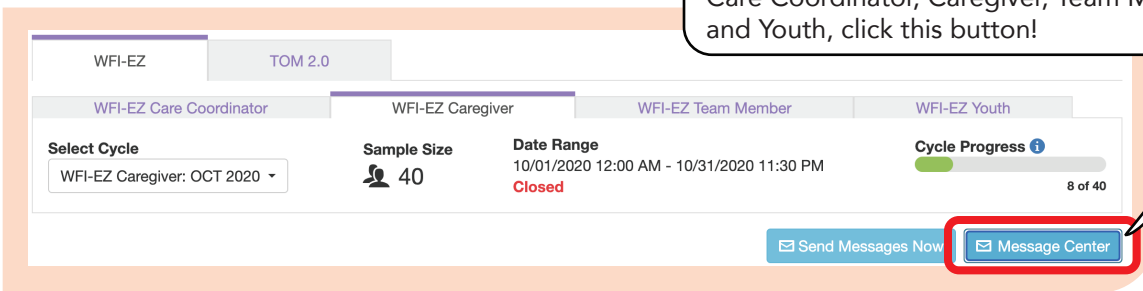 Care Coordinator, Caregiver, Team M
and Youth, click this button!
WFI-EZ TOM 2.0
WFI-EZ Care Coordinator WFI-EZ Caregiver WFI-EZ Team Member WFI-EZ Youth
Select Cycle Sample Size Date Range Cycle Progress
WFI-EZ Caregiver: OCT 2020 40 10/01/2020 12:00 AM - 10/31/2020 11:30 PM
Closed 8 of 40
Send Messages Now Message Center